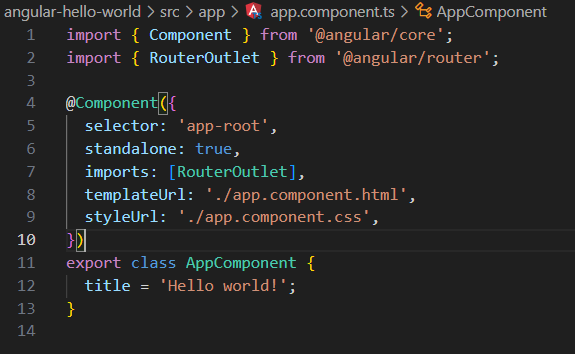 angular-hello-world > src > app > app.component.ts > AppComponent
1 import { Component } from '@angular/core';
2 import { RouterOutlet } from '@angular/router';
3
4 @Component({
5   selector: 'app-root',
6   standalone: true,
7   imports: [RouterOutlet],
8   templateUrl: './app.component.html',
9   styleUrl: './app.component.css',
10 })
11 export class AppComponent {
12   title = 'Hello world!';
13 }
14